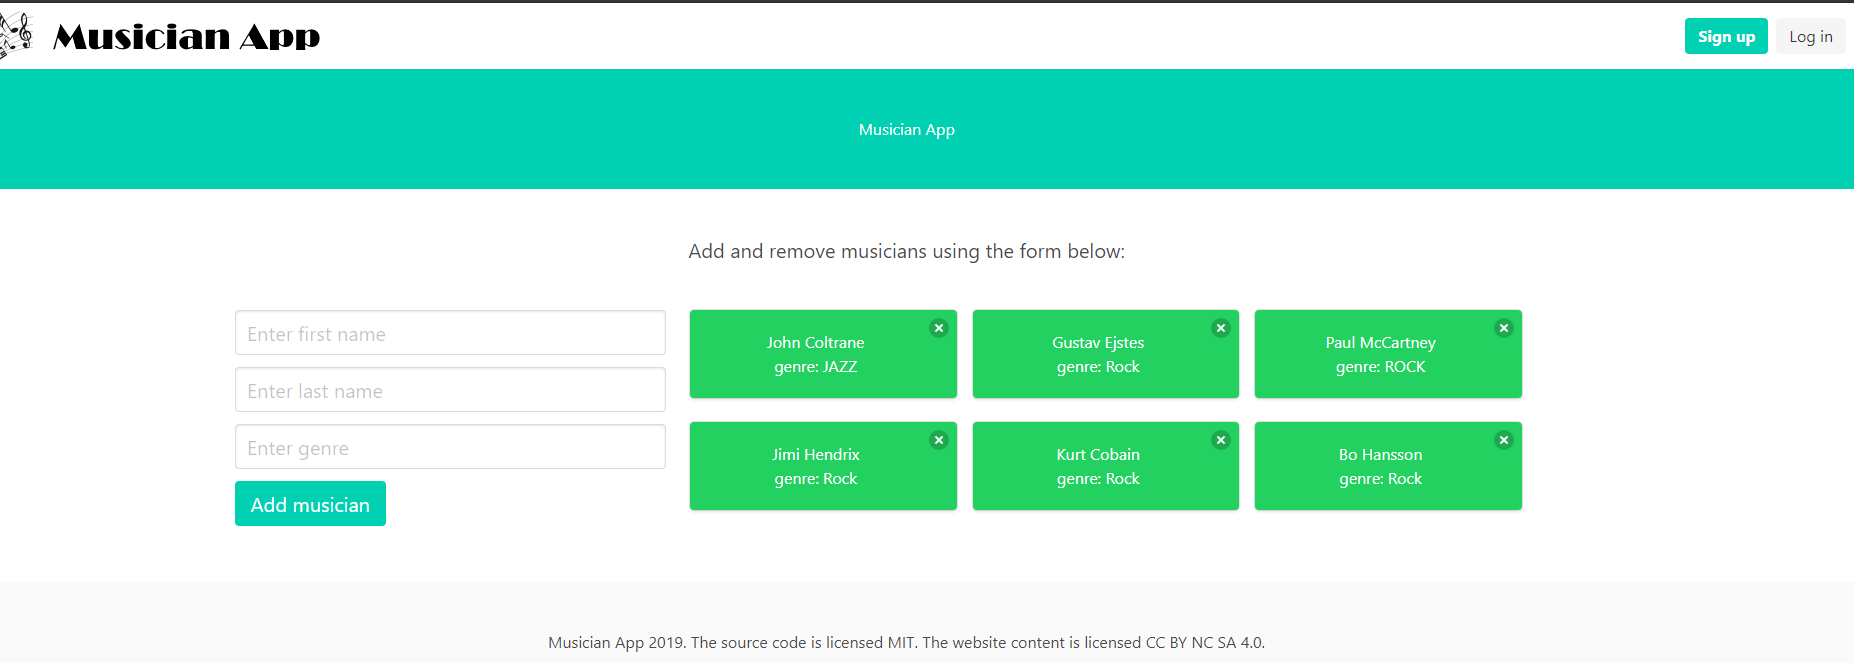 Musician App
Sign up
Log in
Musician App
Add and remove musicians using the form below:
Enter first name
Enter last name
Enter genre
Add musician
John Coltrane
genre: JAZZ
Gustav Ejstes
genre: Rock
Paul McCartney
genre: ROCK
Jimi Hendrix
genre: Rock
Kurt Cobain
genre: Rock
Bo Hansson
genre: Rock
Musician App 2019. The source code is licensed MIT. The website content is licensed CC BY NC SA 4.0.